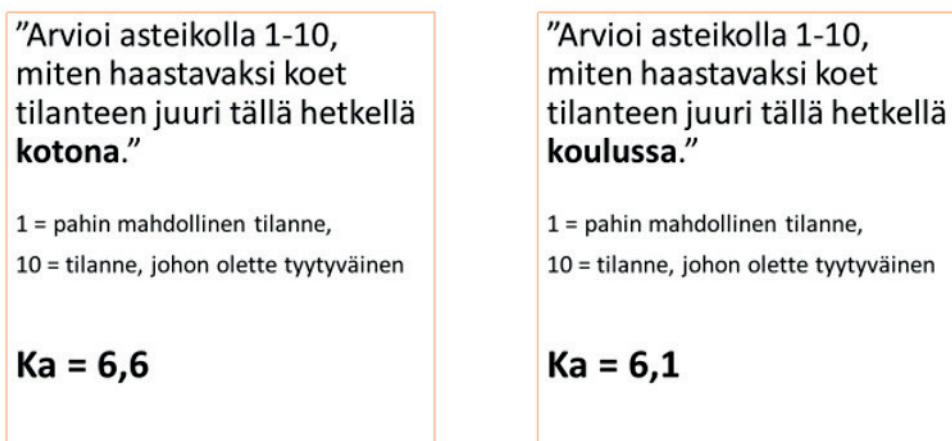 ”Arvioi asteikolla 1-10,
miten haastavaksi koet
tilanteen juuri tällä hetkellä
kotona.”
1 = pahin mahdollinen tilanne,
10 = tilanne, johon olette tyytyväinen
Ka = 6,6
”Arvioi asteikolla 1-10,
miten haastavaksi koet
tilanteen juuri tällä hetkellä
koulussa.”
1 = pahin mahdollinen tilanne,
10 = tilanne, johon olette tyytyväinen
Ka = 6,1